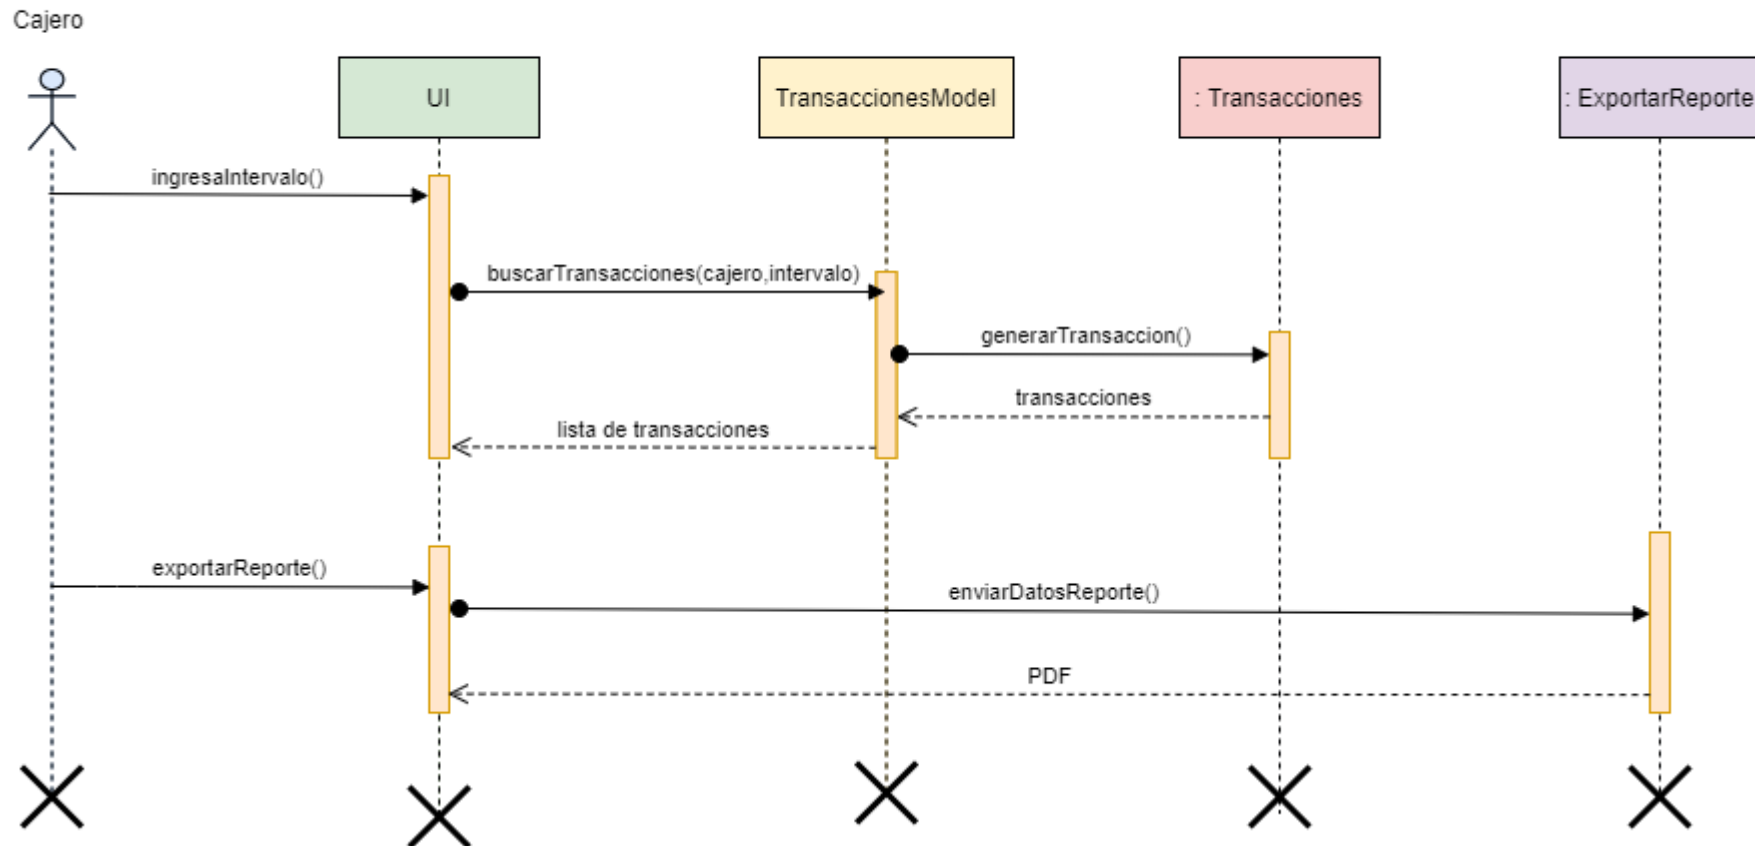 Cajero
UI
TransaccionesModel
: Transacciones
: ExportarReporte
ingresaIntervalo()
buscarTransacciones(cajero,intervalo)
generarTransaccion()
transacciones
lista de transacciones
exportarReporte()
enviarDatosReporte()
PDF